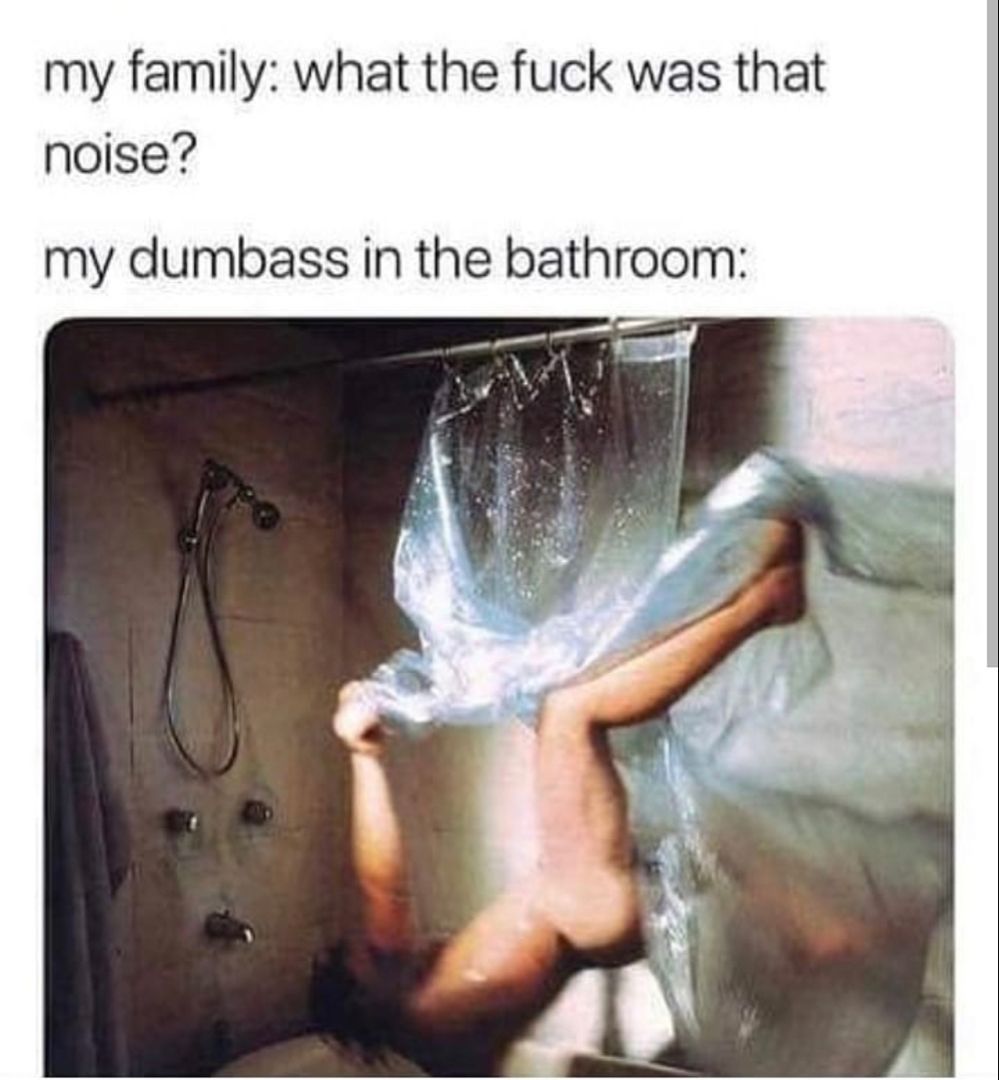 my family: what the fuck was that
noise?
my dumbass in the bathroom: